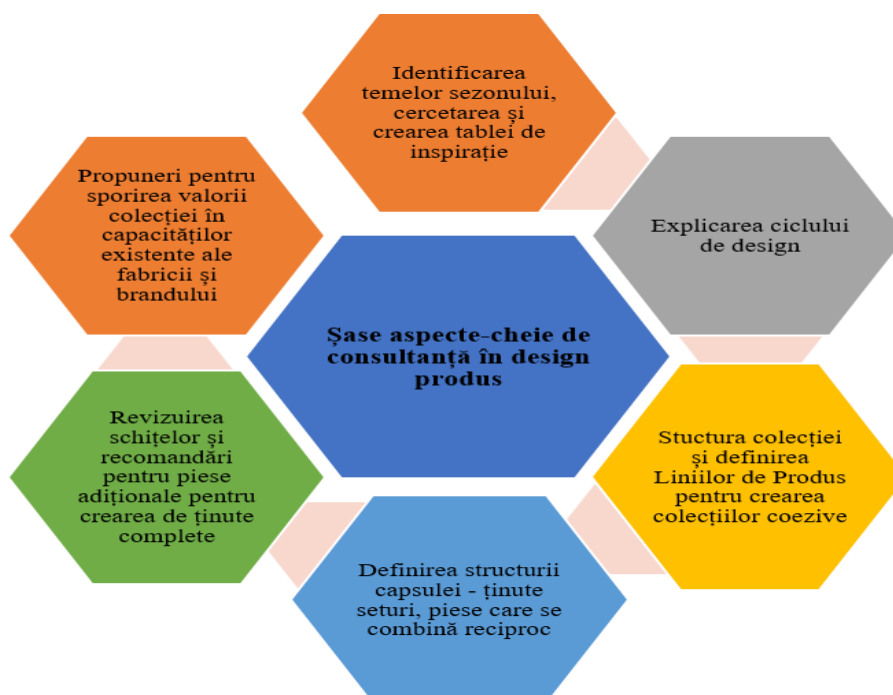 Identificarea
temelor sezonului,
cercetarea și
crearea tablei de
inspirație
Explicarea ciclului
de design
Stuctura colecției
și definirea
Liniilor de Produs
pentru crearea
colecțiilor coezive
Definirea structurii
capsulei - ținute
seturi, piese care se
combină reciproc
Revizuirea
schițelor și
recomandări
pentru piese
adiționale pentru
crearea de ținute
complete
Propuneri pentru
sporirea valorii
colecției în
capacităților
existente ale
fabricii și
brandului
Șase aspecte-cheie de
consultanță în design
produs